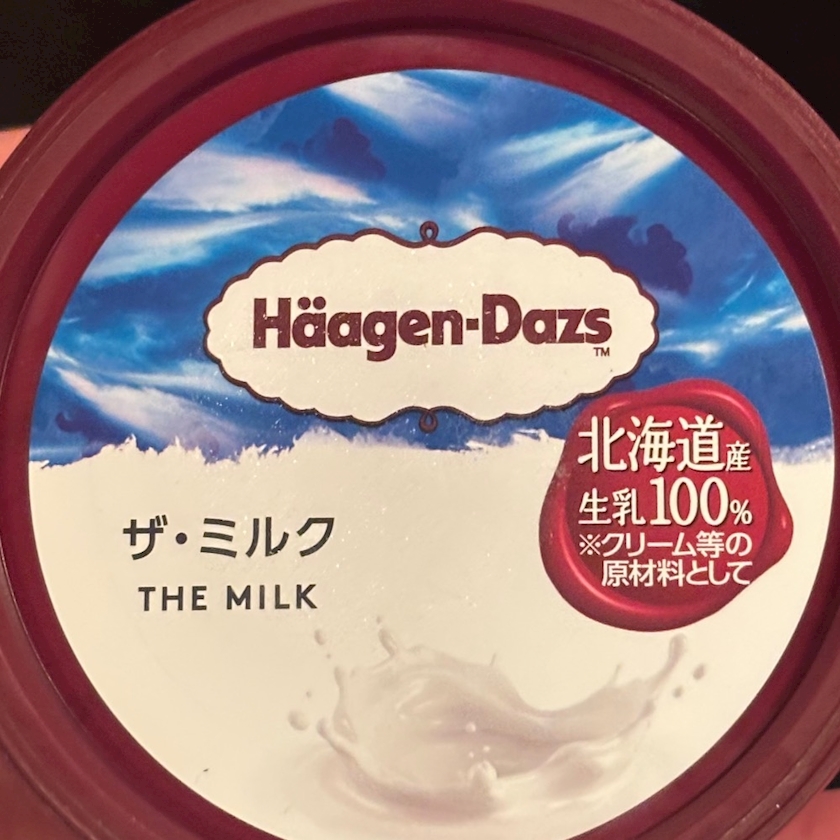 Häagen-Dazs
TM
北海道産
生乳100%
※クリーム等の
原材料として
ザ・ミルク
THE MILK